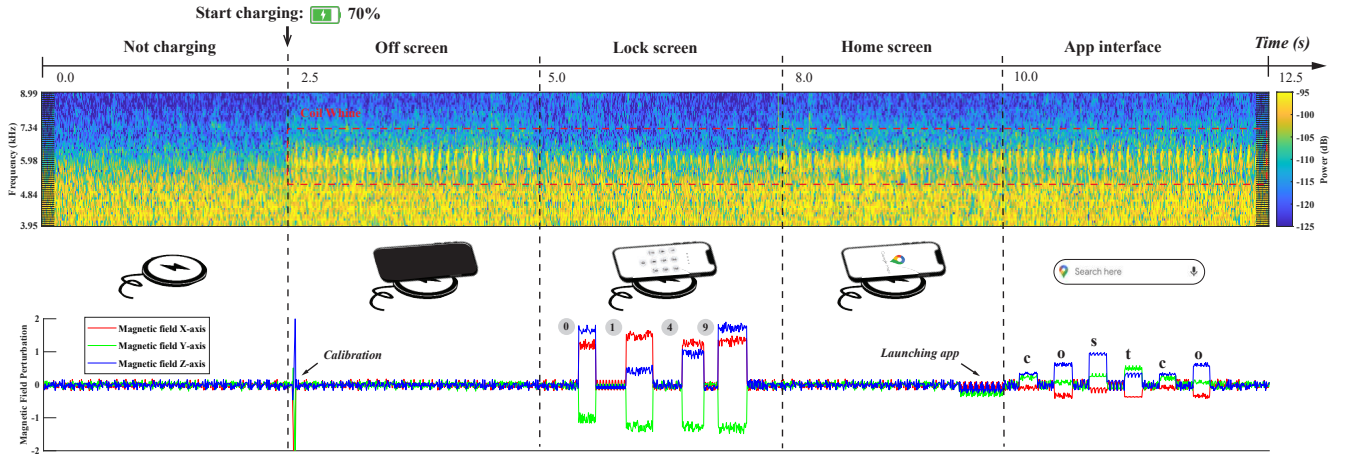 Start charging: 70%
Not charging
Off screen
Lock screen
Home screen
App interface
Time (s)
0.0
2.5
5.0
8.0
10.0
12.5
Frequency (kHz)
8.99
7.34
5.98
4.84
3.95
Coil White
-95
-100
-105
-110
-115
-120
-125
Power (dB)
Search here
Magnetic Field Perturbation
2
1
0
-1
-2
Magnetic field X-axis
Magnetic field Y-axis
Magnetic field Z-axis
Calibration
0
1
4
9
Launching app
c
o
s
t
c
o